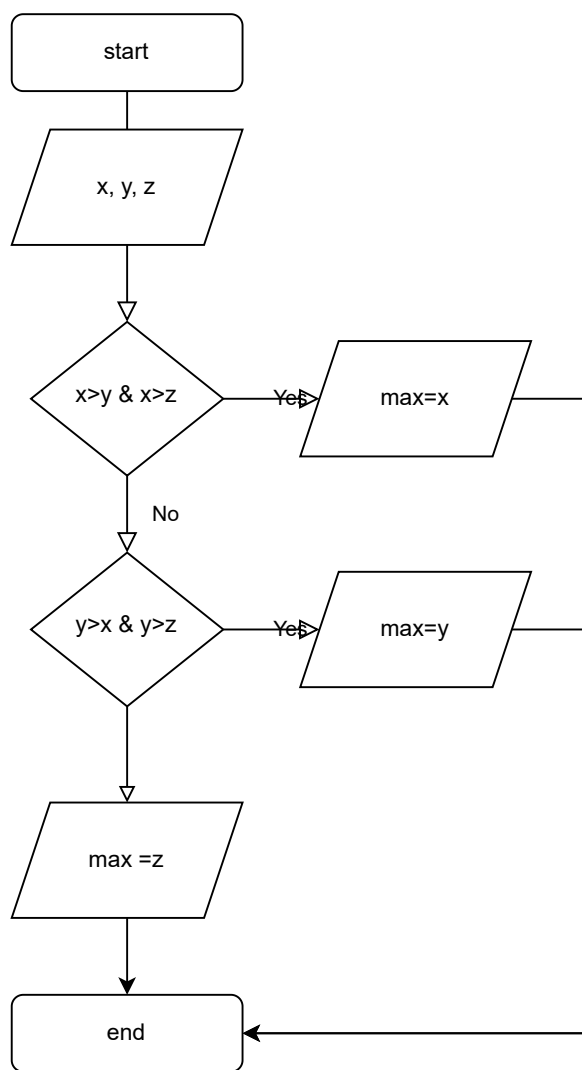 start
x, y, z
x>y & x>z
Yes
max=x
No
y>x & y>z
Yes
max=y
max =z
end